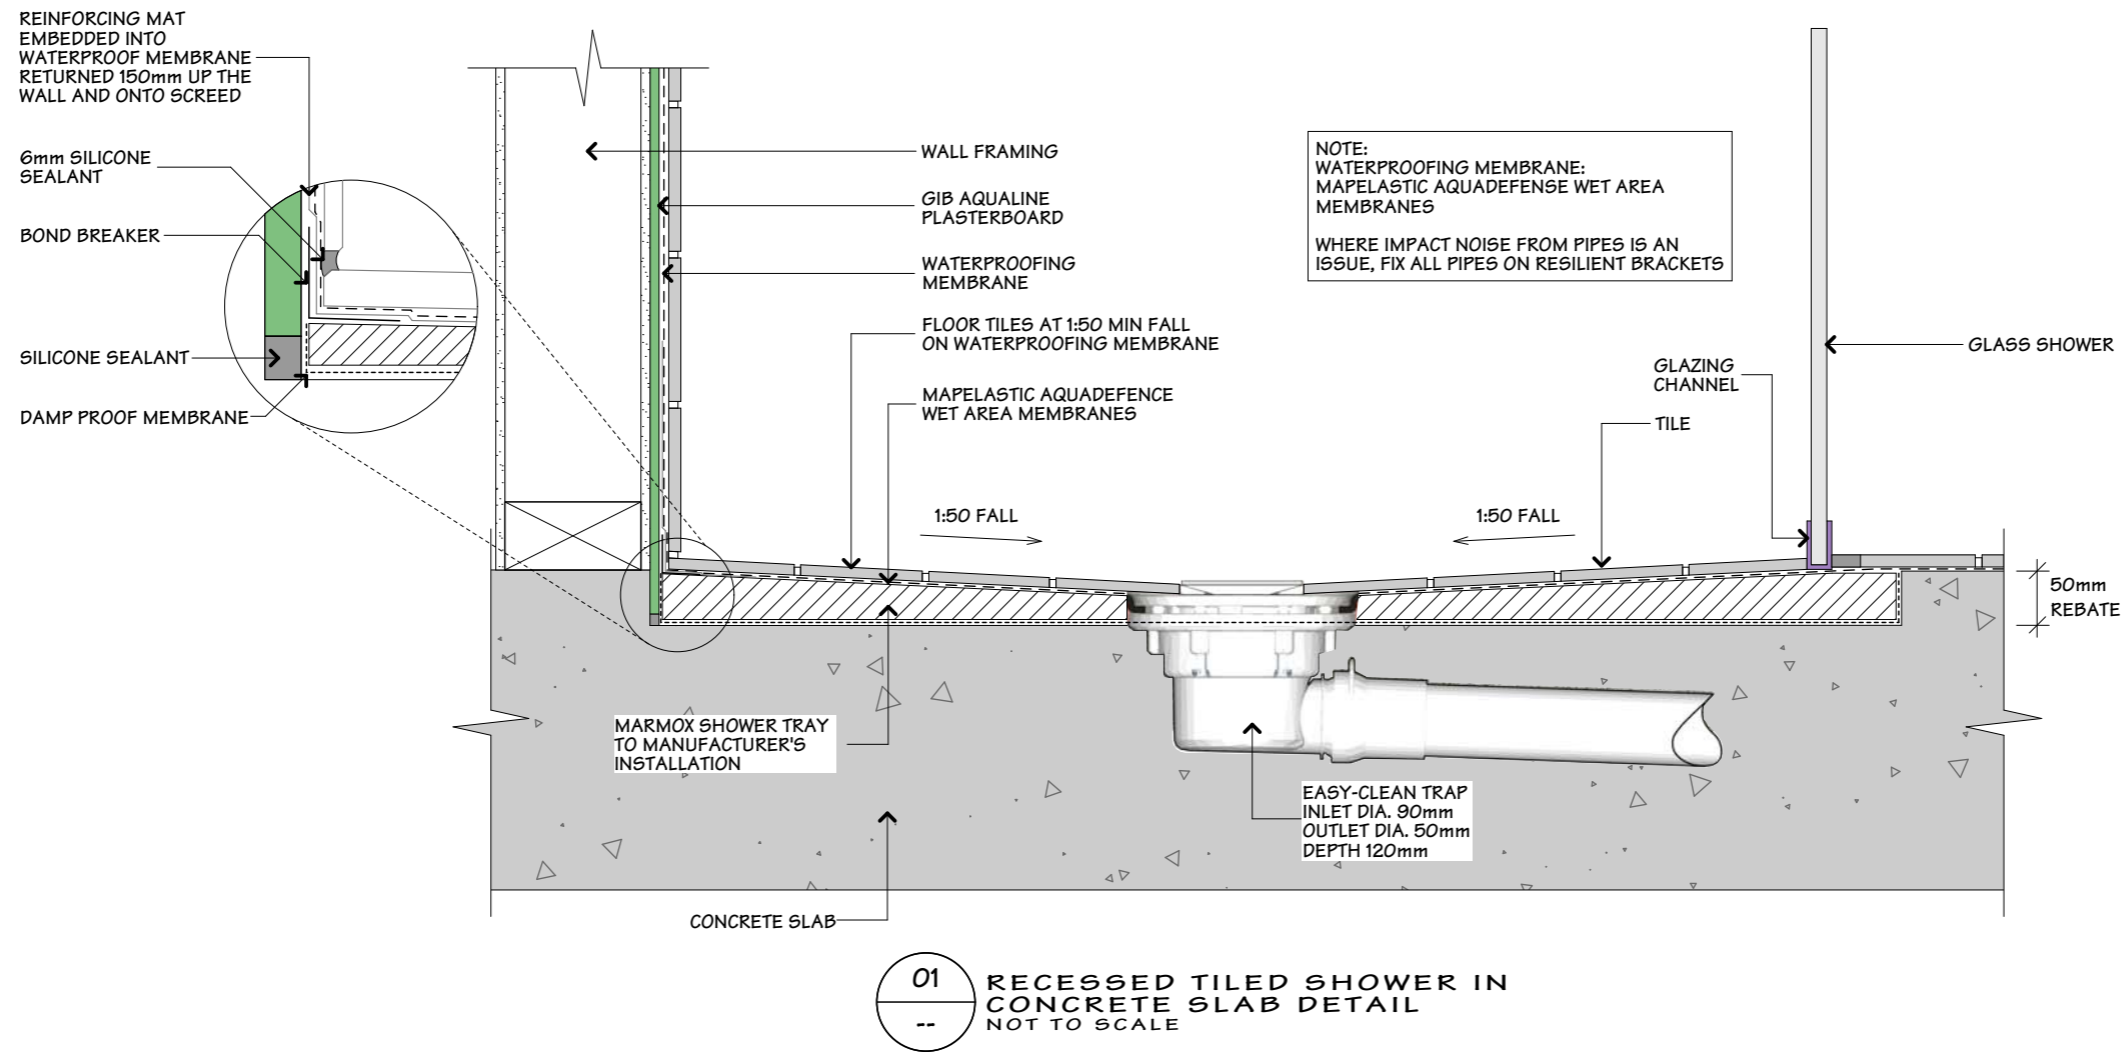 REINFORCING MAT
EMBEDDED INTO
WATERPROOF MEMBRANE
RETURNED 150mm UP THE
WALL AND ONTO SCREED
6mm SILICONE
SEALANT
BOND BREAKER
SILICONE SEALANT
DAMP PROOF MEMBRANE
WALL FRAMING
GIB AQUALINE
PLASTERBOARD
WATERPROOFING
MEMBRANE
FLOOR TILES AT 1:50 MIN FALL
ON WATERPROOFING MEMBRANE
MAPELASTIC AQUADEFENCE
WET AREA MEMBRANES
NOTE:
WATERPROOFING MEMBRANE:
MAPELASTIC AQUADEFENSE WET AREA
MEMBRANES
WHERE IMPACT NOISE FROM PIPES IS AN
ISSUE, FIX ALL PIPES ON RESILIENT BRACKETS
GLASS SHOWER
GLAZING
CHANNEL
TILE
1:50 FALL
1:50 FALL
50mm
REBATE
MARMOX SHOWER TRAY
TO MANUFACTURER'S
INSTALLATION
EASY-CLEAN TRAP
INLET DIA. 90mm
OUTLET DIA. 50mm
DEPTH 120mm
CONCRETE SLAB
01
--
RECESSED TILED SHOWER IN
CONCRETE SLAB DETAIL
NOT TO SCALE